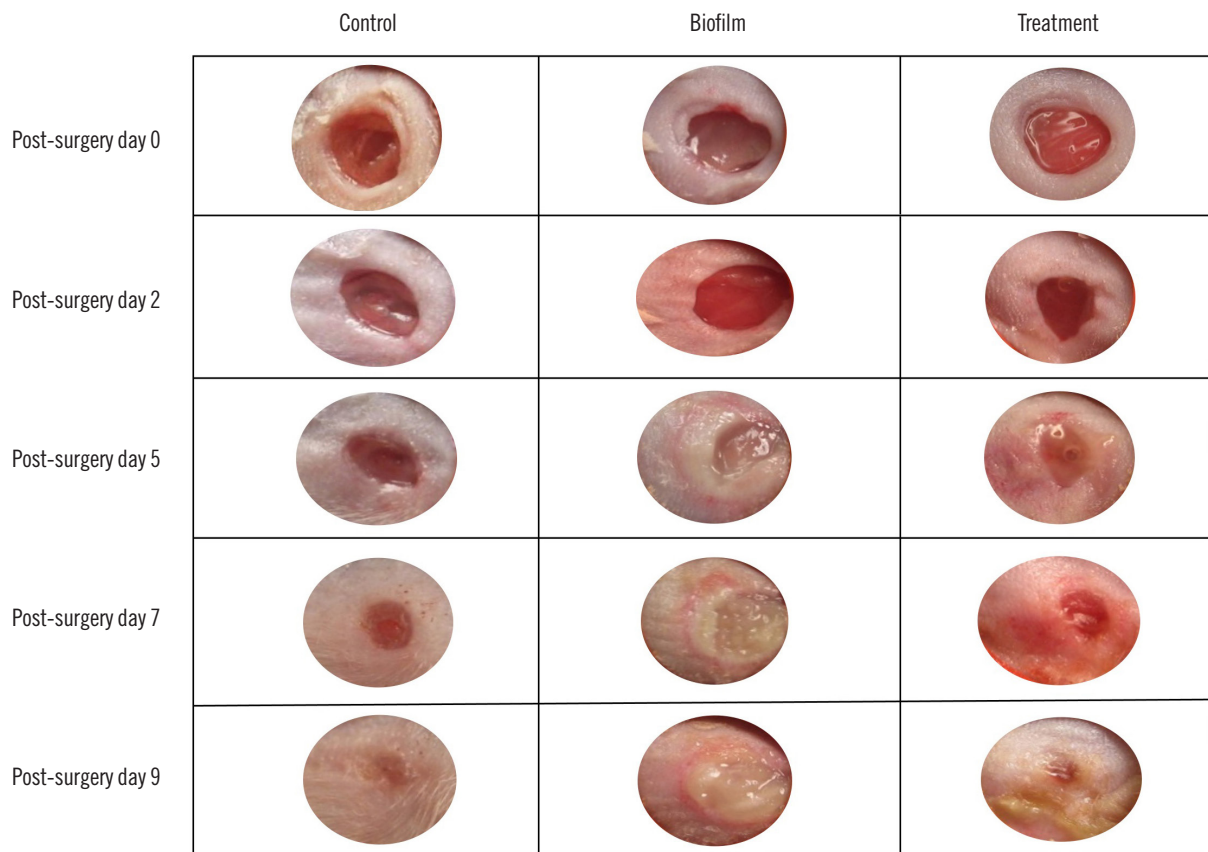 Control Biofilm Treatment
Post-surgery day 0
Post-surgery day 2
Post-surgery day 5
Post-surgery day 7
Post-surgery day 9